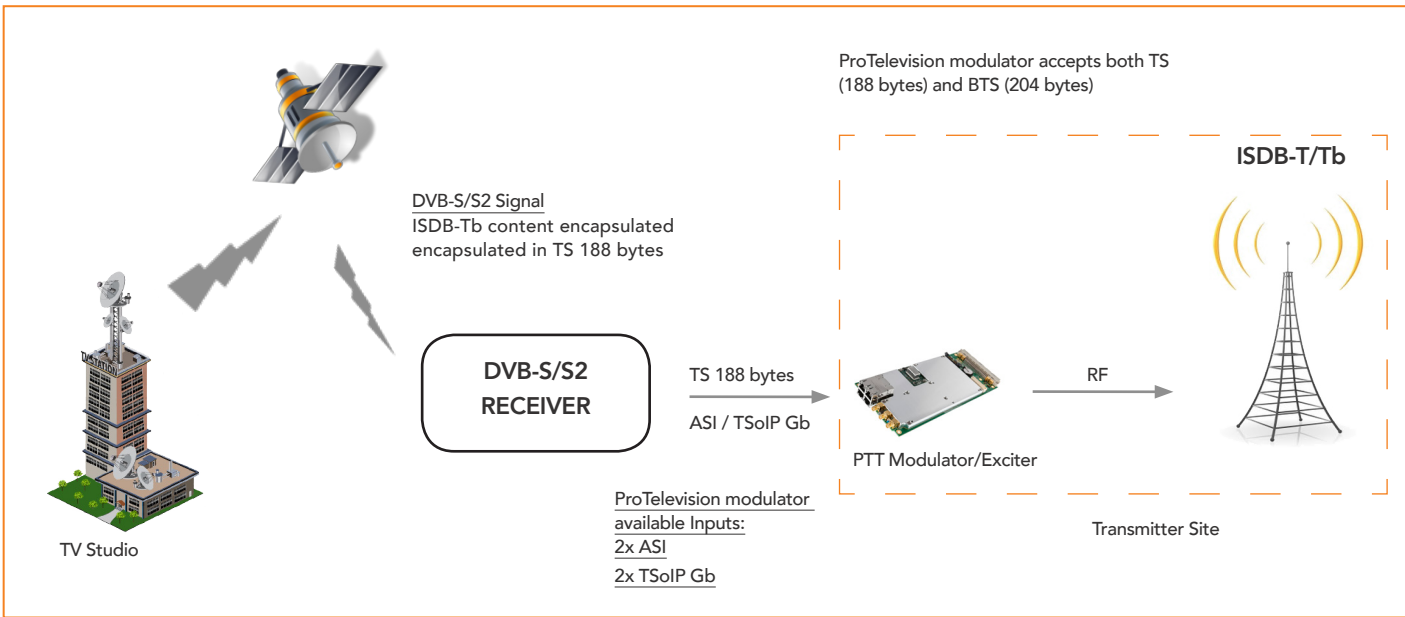 ProTelevision modulator accepts both TS
(188 bytes) and BTS (204 bytes)
ISDB-T/Tb
DVB-S/S2 Signal
ISDB-Tb content encapsulated
encapsulated in TS 188 bytes
TV STATION
DVB-S/S2
RECEIVER
TS 188 bytes
ASI / TSoIP Gb
RF
PTT Modulator/Exciter
ProTelevision modulator
available Inputs:
2x ASI
2x TSoIP Gb
Transmitter Site
TV Studio